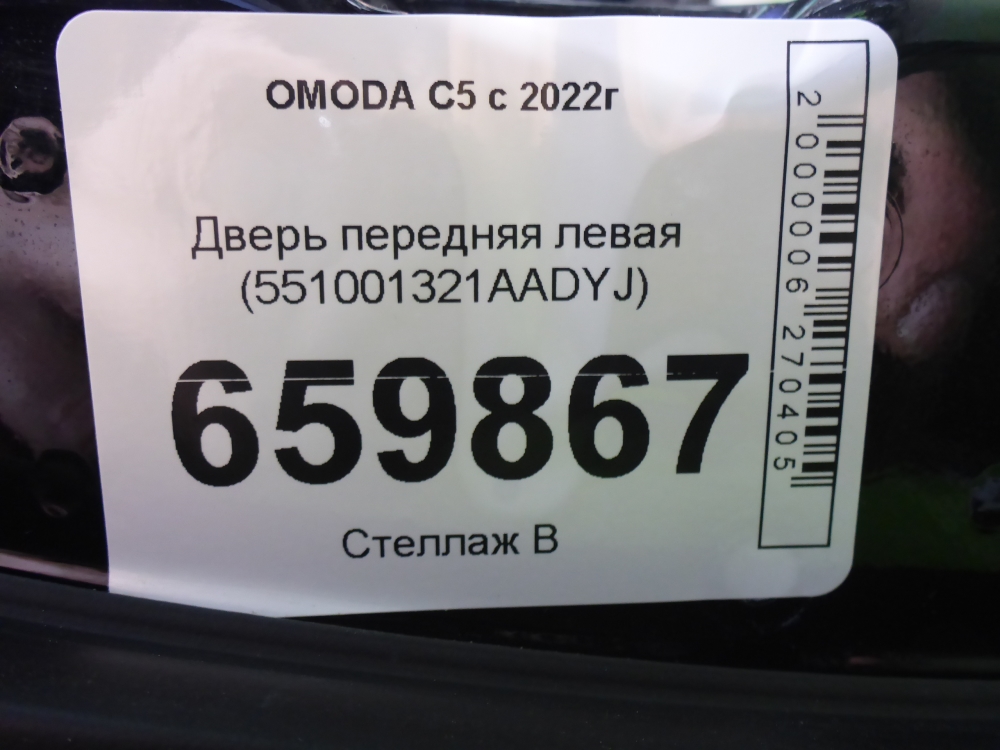 OMODA C5 с 2022г
Дверь передняя левая
(551001321AADYJ)
659867
Стеллаж В
2000006270405